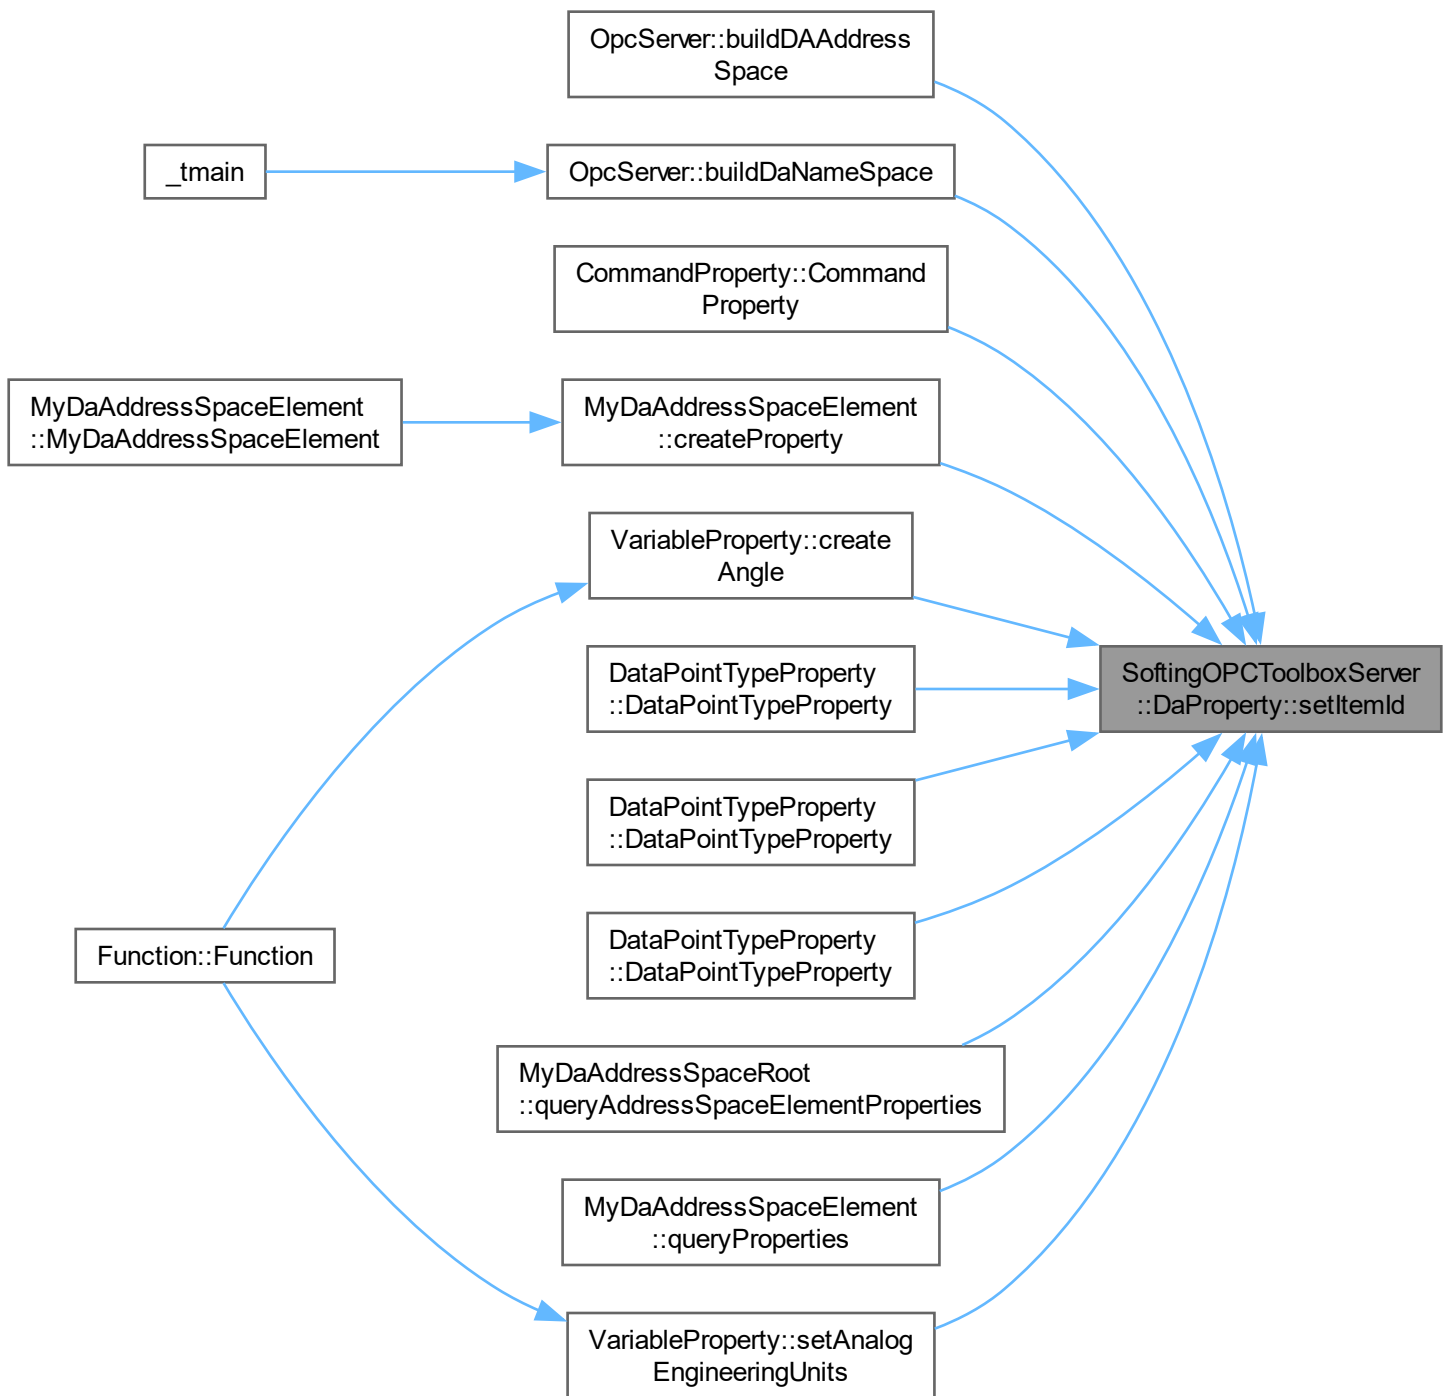 OpcServer::buildDAAddress
Space
_tmain
OpcServer::buildDaNameSpace
CommandProperty::Command
Property
MyDaAddressSpaceElement
::MyDaAddressSpaceElement
MyDaAddressSpaceElement
::createProperty
VariableProperty::create
Angle
DataPointTypeProperty
::DataPointTypeProperty
SoftingOPCToolboxServer
::DaProperty::setItemId
DataPointTypeProperty
::DataPointTypeProperty
DataPointTypeProperty
::DataPointTypeProperty
Function::Function
MyDaAddressSpaceRoot
::queryAddressSpaceElementProperties
MyDaAddressSpaceElement
::queryProperties
VariableProperty::setAnalog
EngineeringUnits